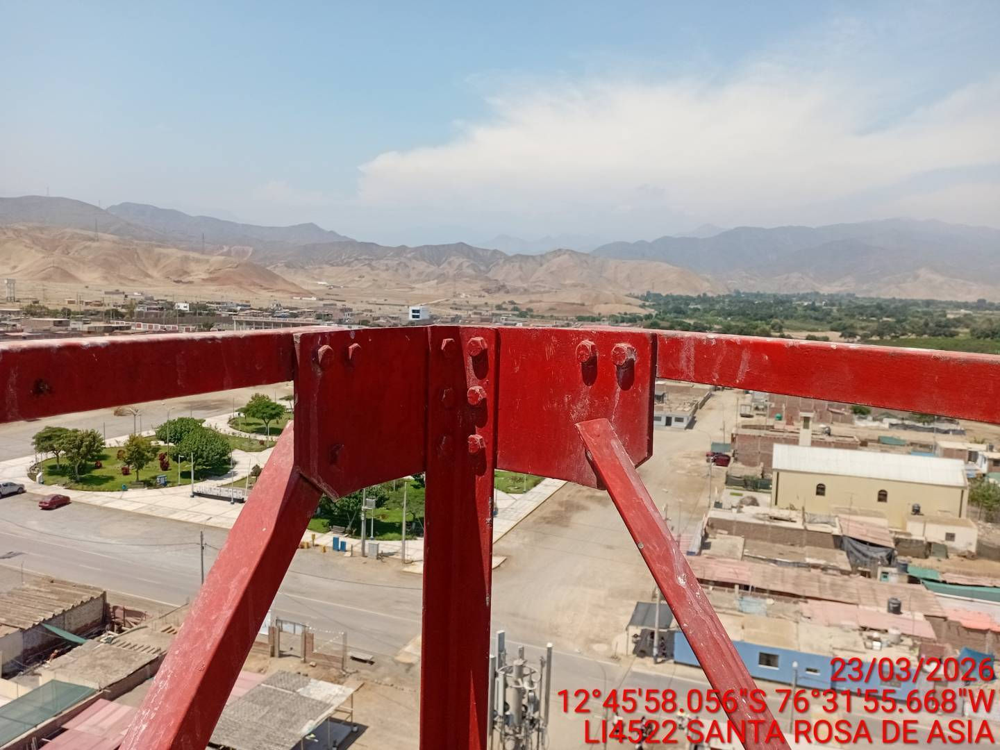 23/03/2026
12°45'58.056"S 76°31'55.668"W
LI4522 SANTA ROSA DE ASIA